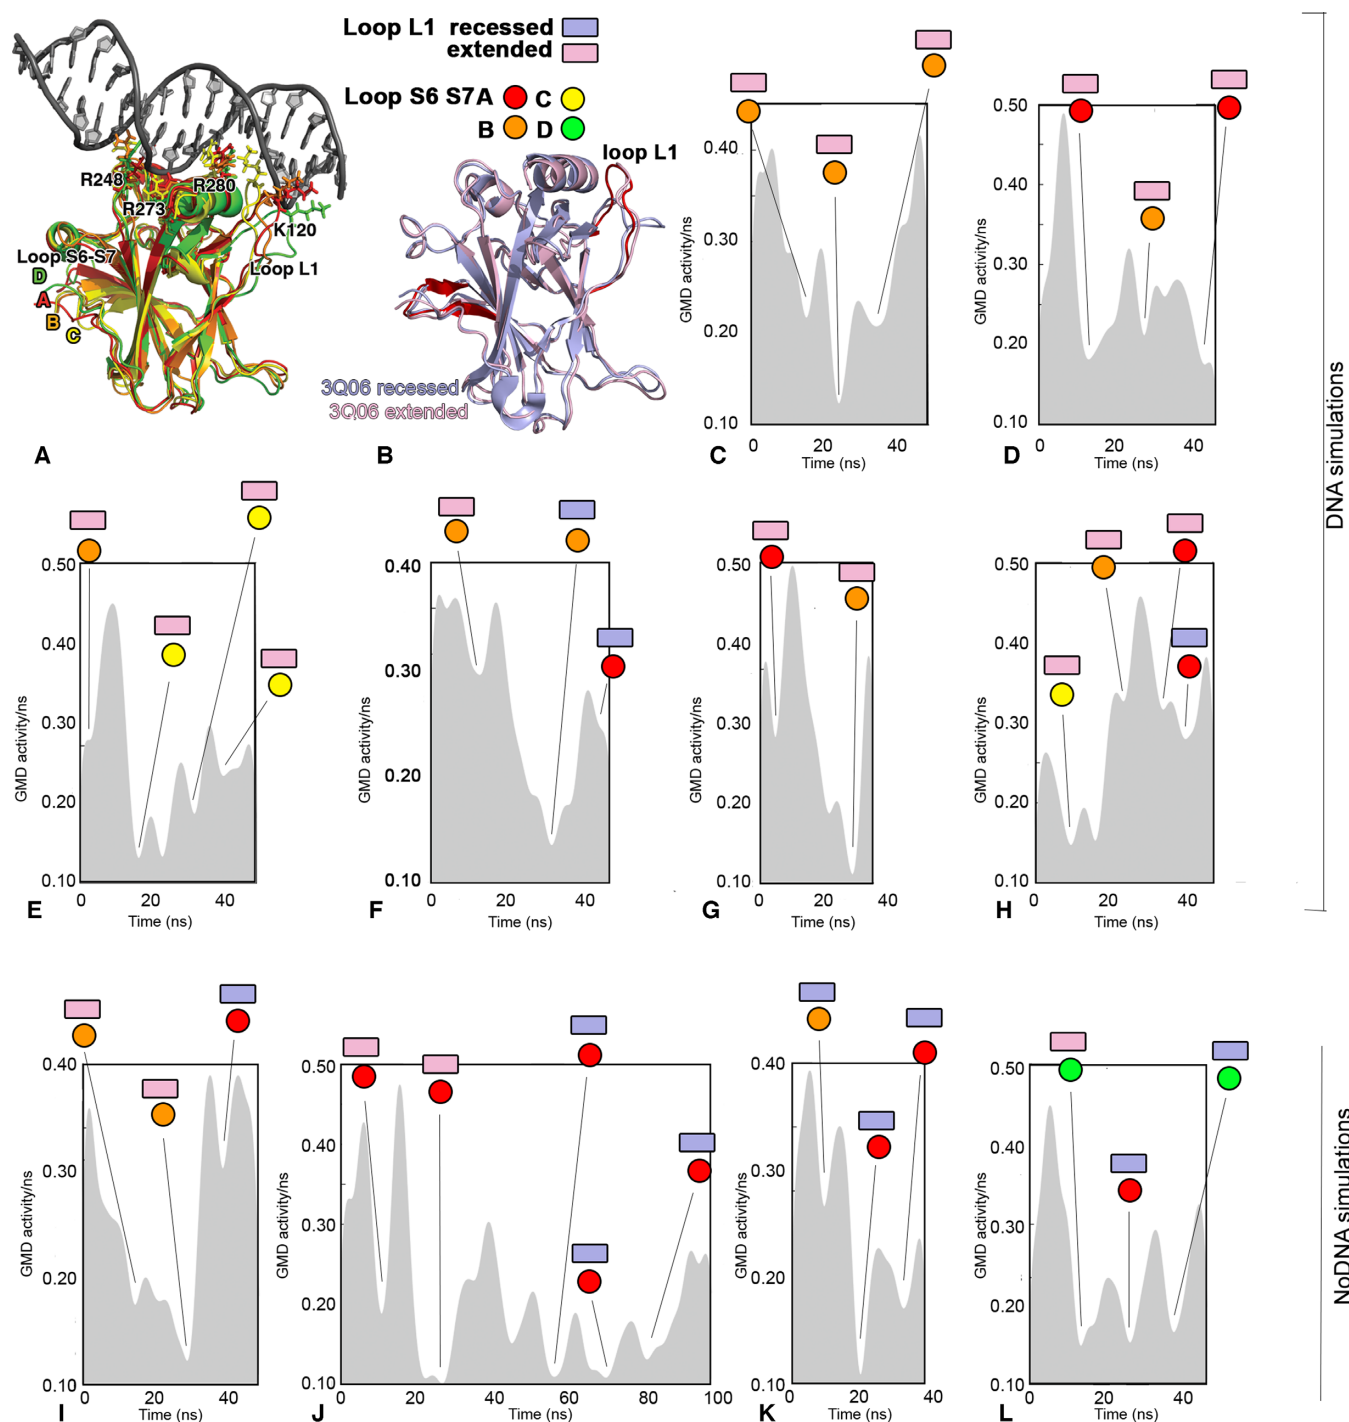 Loop L1 recessed
extended
Loop S6 S7A C
B D
loop L1
R248
R280
R273
K120
Loop S6-S7
Loop L1
D
A
B
C
3Q06 recessed
3Q06 extended
A
B
GMD activity/ns
0.40
0.30
0.20
0.10
0 20 40
Time (ns)
C
GMD activity/ns
0.50
0.40
0.30
0.20
0.10
0 20 40
Time (ns)
D
DNA simulations
GMD activity/ns
0.50
0.40
0.30
0.20
0.10
0 20 40
Time (ns)
E
GMD activity/ns
0.40
0.30
0.20
0.10
0 20 40
Time (ns)
F
GMD activity/ns
0.50
0.40
0.30
0.20
0.10
0 20 40
Time (ns)
G
GMD activity/ns
0.50
0.40
0.30
0.20
0.10
0 20 40
Time (ns)
H
GMD activity/ns
0.40
0.30
0.20
0.10
0 20 40
Time (ns)
I
GMD activity/ns
0.50
0.40
0.30
0.20
0.10
0 20 40 60 80 100
Time (ns)
J
GMD activity/ns
0.40
0.30
0.20
0.10
0 20 40
Time (ns)
K
GMD activity/ns
0.50
0.40
0.30
0.20
0.10
0 20 40
Time (ns)
L
NoDNA simulations